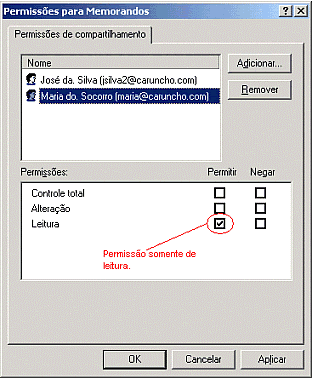 Permissões para Memorandos
Permissões de compartilhamento
Nome
José da. Silva (jsilva2@caruncho.com)
Maria do. Socorro (maria@caruncho.com)
Adicionar...
Remover
Permissões: Permitir Negar
Controle total
Alteração
Leitura
Permissão somente de
leitura.
OK Cancelar Aplicar